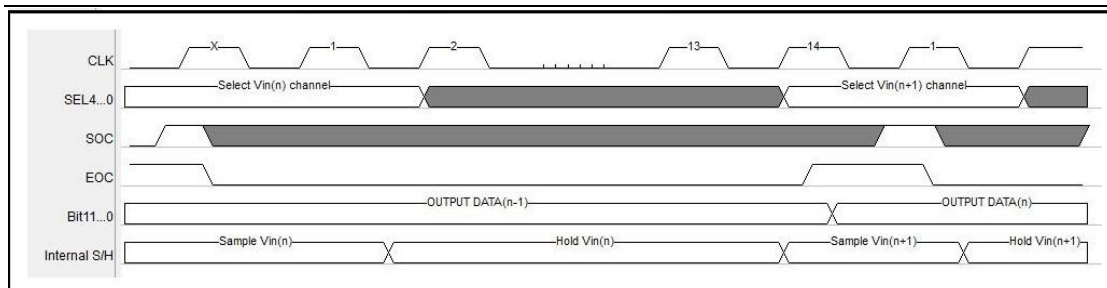 CLK X 1 2 13 14 1
SEL4...0 Select Vin(n) channel Select Vin(n+1) channel
SOC
EOC
Bit11...0 OUTPUT DATA(n-1) OUTPUT DATA(n)
Internal S/H Sample Vin(n) Hold Vin(n) Sample Vin(n+1) Hold Vin(n+1)